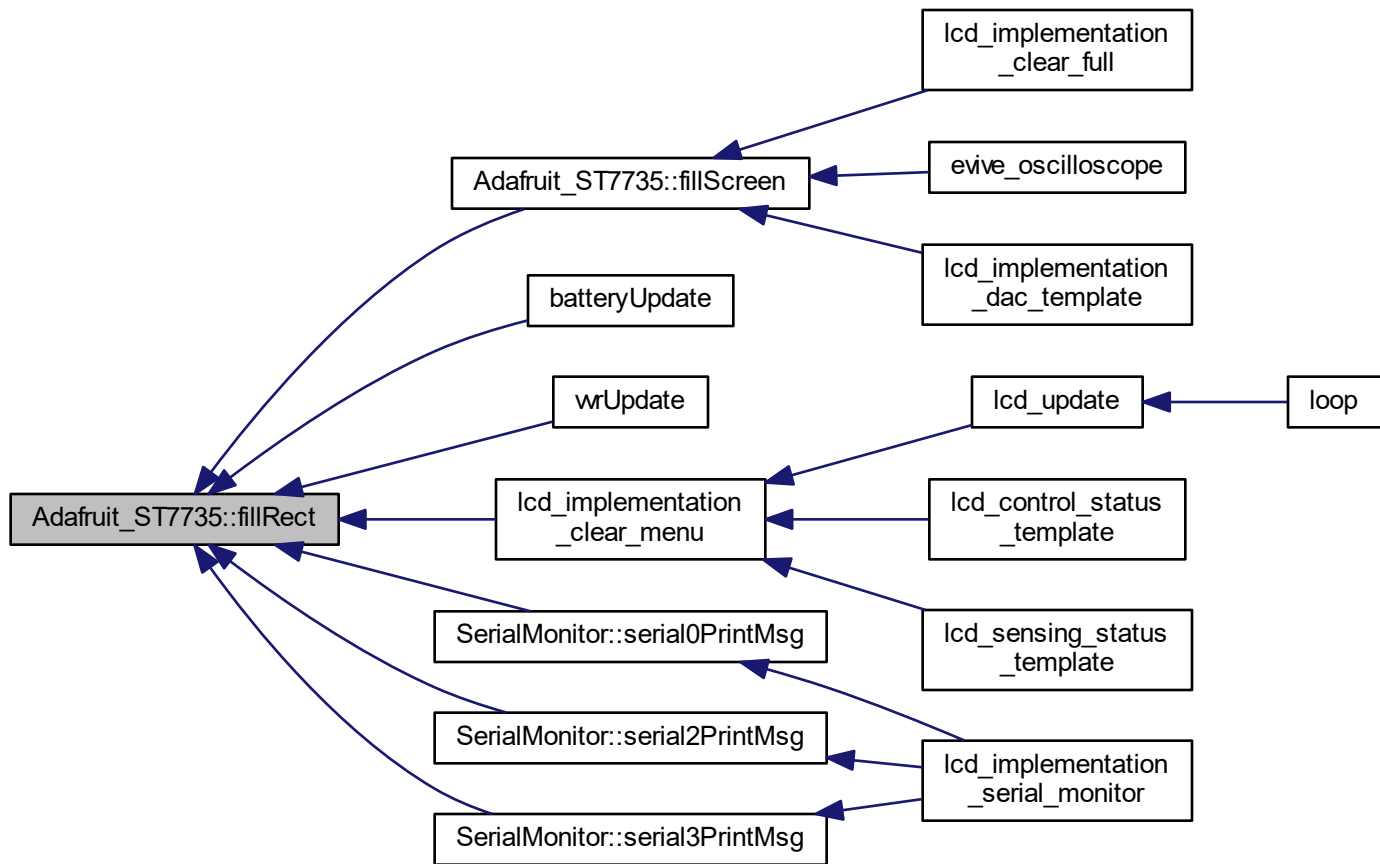 lcd_implementation
_clear_full
Adafruit_ST7735::fillScreen
evive_oscilloscope
lcd_implementation
_dac_template
batteryUpdate
vvrUpdate
lcd_update
loop
Adafruit_ST7735::fillRect
lcd_implementation
_clear_menu
lcd_control_status
_template
SerialMonitor::serial0PrintMsg
lcd_sensing_status
_template
SerialMonitor::serial2PrintMsg
lcd_implementation
_serial_monitor
SerialMonitor::serial3PrintMsg